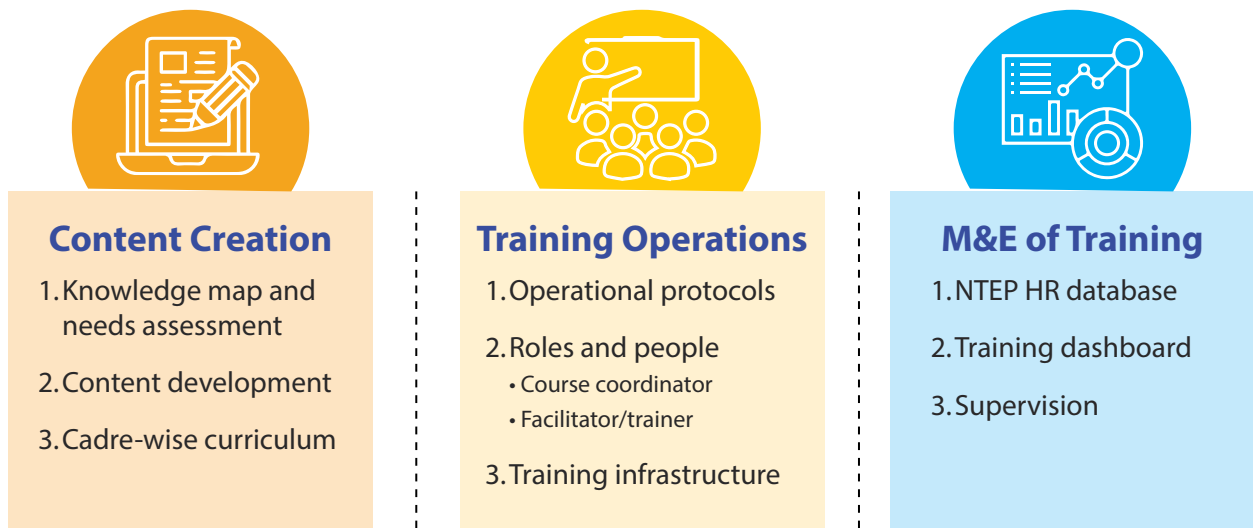 Content Creation
1. Knowledge map and
needs assessment
2. Content development
3. Cadre-wise curriculum
Training Operations
1. Operational protocols
2. Roles and people
• Course coordinator
• Facilitator/trainer
3. Training infrastructure
M&E of Training
1. NTEP HR database
2. Training dashboard
3. Supervision